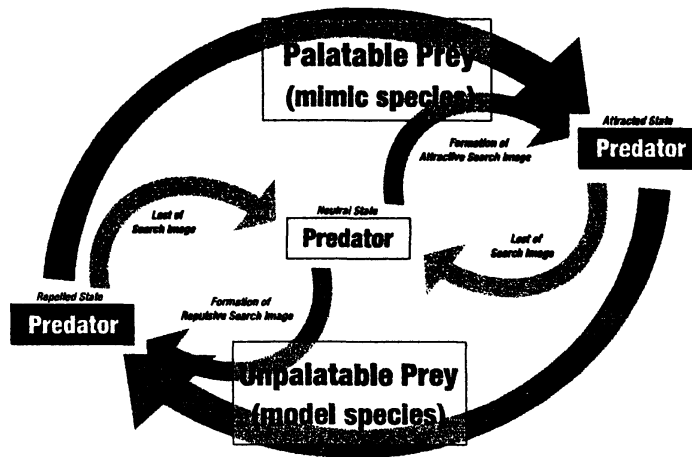 Palatable Prey
(mimic species)
Attracted State
Predator
Formation of
Attractive Search Image
Lost of
Search Image
Neutral State
Predator
Lost of
Search Image
Repelled State
Predator
Formation of
Repulsive Search Image
Unpalatable Prey
(model species)